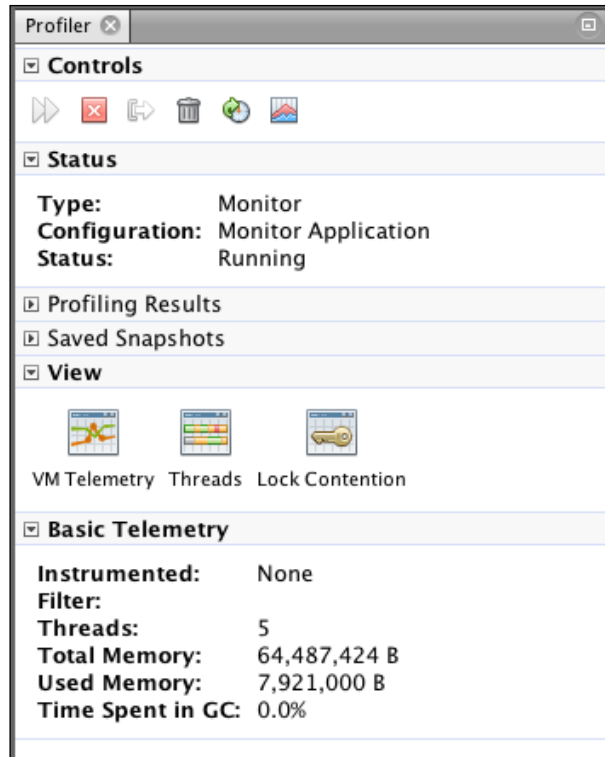 Profiler
Controls
Status
Type: Monitor
Configuration: Monitor Application
Status: Running
Profiling Results
Saved Snapshots
View
VM Telemetry Threads Lock Contention
Basic Telemetry
Instrumented: None
Filter:
Threads: 5
Total Memory: 64,487,424 B
Used Memory: 7,921,000 B
Time Spent in GC: 0.0%